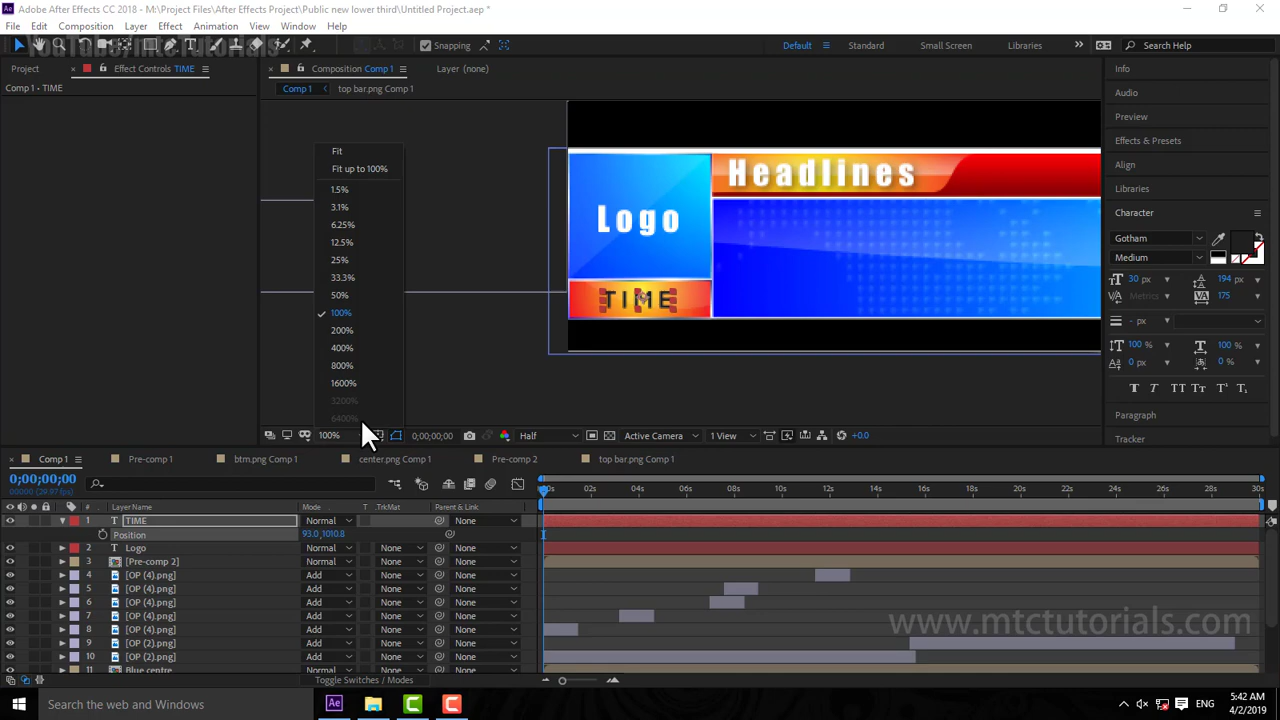 Adobe After Effects CC 2018 - M:\Project Files\After Effects Project\Public new lower third\Untitled Project.aep *
File Edit Composition Layer Effect Animation View Window Help
Snapping
Default
Standard
Small Screen
Libraries
Search Help
Project
Effect Controls TIME
Composition Comp 1
Layer (none)
Info
Comp 1 • TIME
Comp 1
top bar.png Comp 1
Audio
Video
Preview
Effects & Presets
Align
Libraries
Character
Gotham
Medium
30 px
194 px
Metrics
175
- px
100 %
100 %
0 px
0 %
T T TT Tt T¹ T₁
Paragraph
Tracker
Fit
Fit up to 100%
1.5%
3.1%
6.25%
12.5%
25%
33.3%
50%
100%
200%
400%
800%
1600%
3200%
6400%
Headlines
Logo
TIME
100%
0;00;00;00
Half
Active Camera
1 View
+0.0
Comp 1
Pre-comp 1
btm.png Comp 1
center.png Comp 1
Pre-comp 2
top bar.png Comp 1
0;00;00;00
00000 (29.97 fps)
02s 04s 06s 08s 10s 12s 14s 16s 18s 20s 22s 24s 26s 28s 30s
# Layer Name Mode T .TrkMat Parent & Link
1 T TIME Normal None
Position 93.0,1010.8
2 T Logo Normal None None
3 [Pre-comp 2] Normal None None
4 [OP (4).png] Add None None
5 [OP (4).png] Add None None
6 [OP (4).png] Add None None
7 [OP (4).png] Add None None
8 [OP (4).png] Add None None
9 [OP (2).png] Add None None
10 [OP (2).png] Add None None
11 Blue centre
Toggle Switches / Modes
www.mtctutorials.com
Search the web and Windows
ENG
5:42 AM
4/2/2019